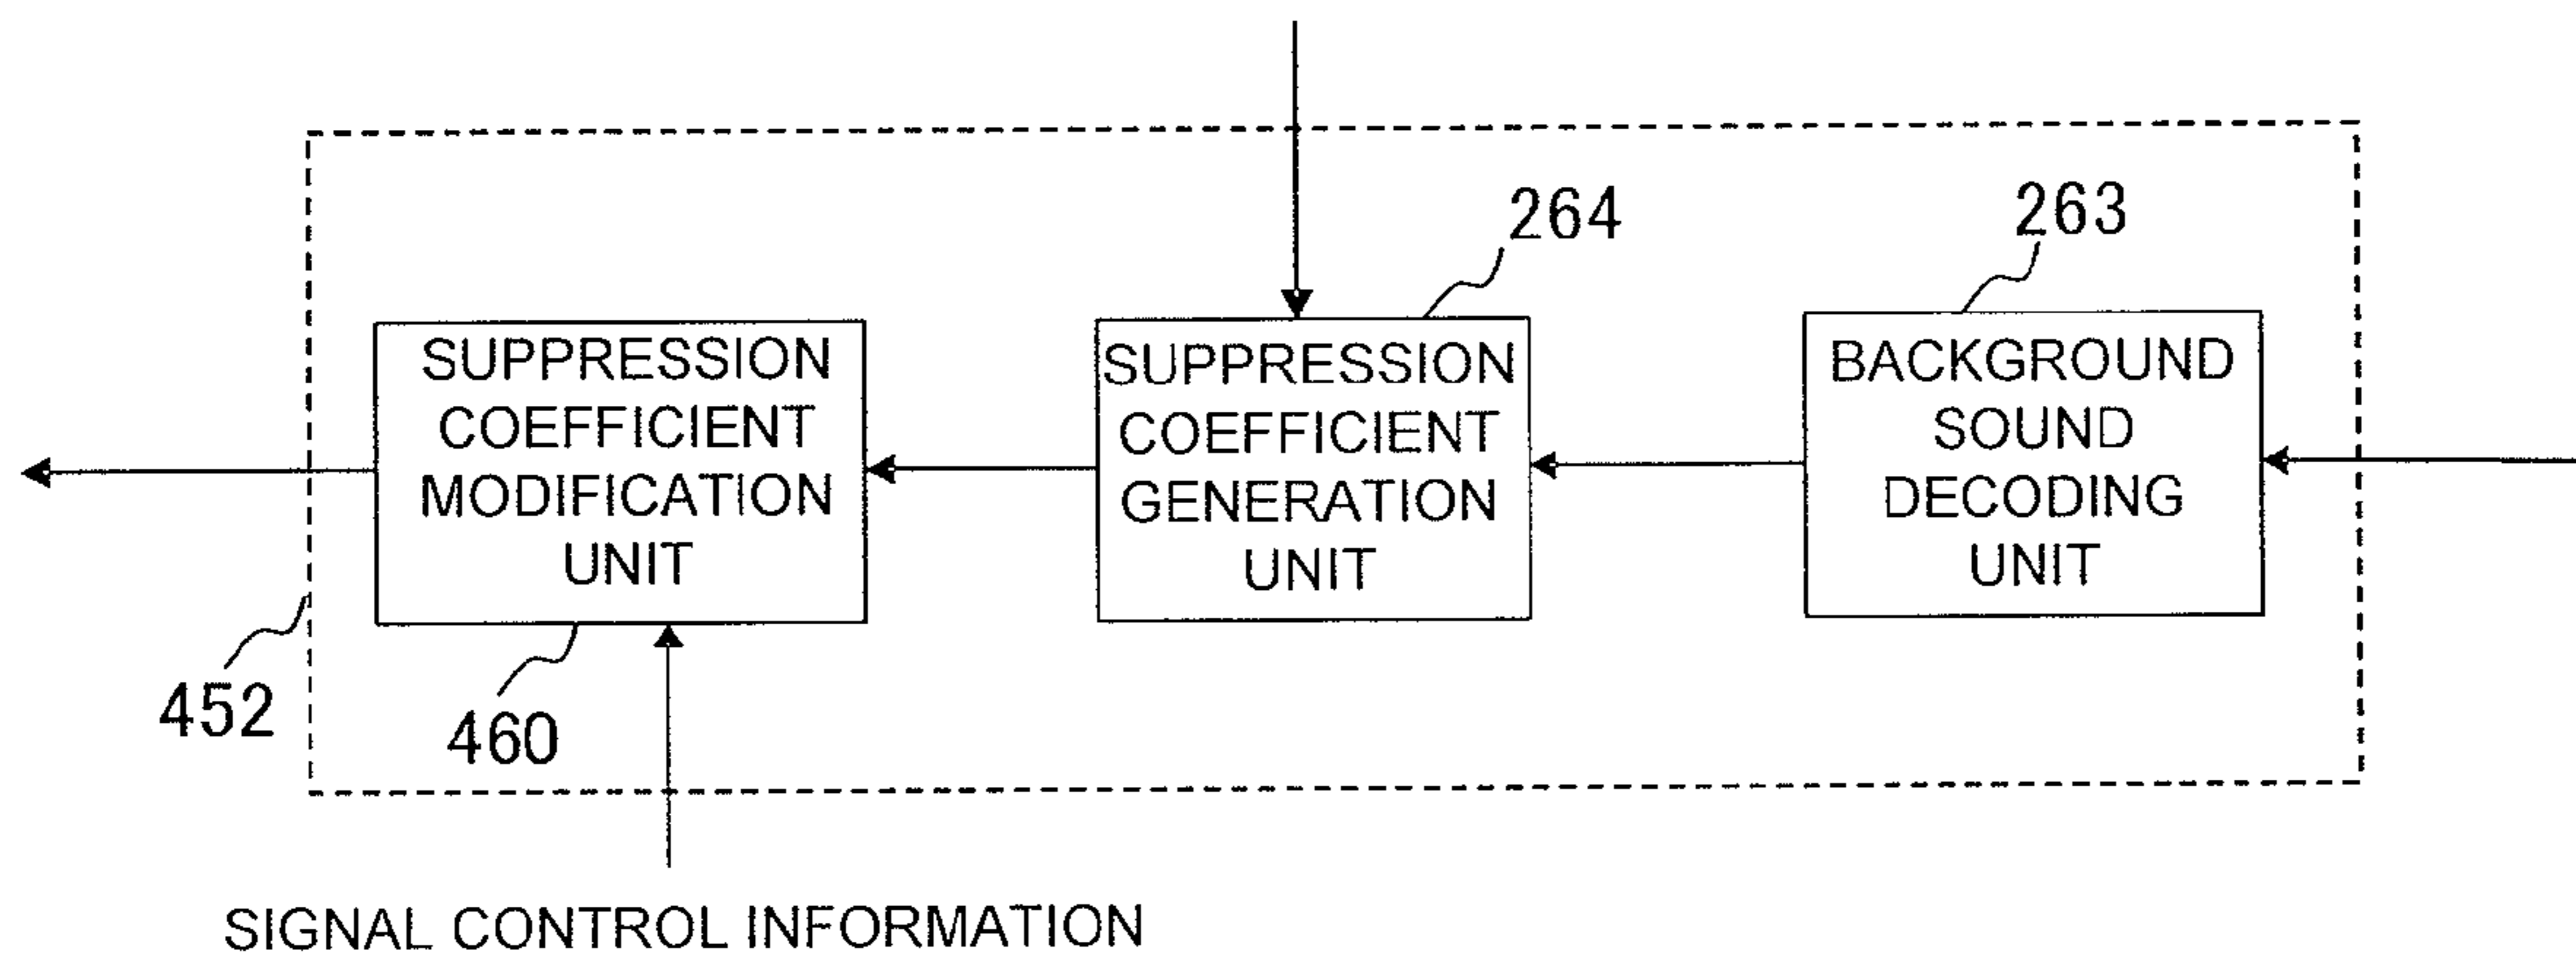 264
263
SUPPRESSION
COEFFICIENT
MODIFICATION
UNIT
SUPPRESSION
COEFFICIENT
GENERATION
UNIT
BACKGROUND
SOUND
DECODING
UNIT
452
460
SIGNAL CONTROL INFORMATION